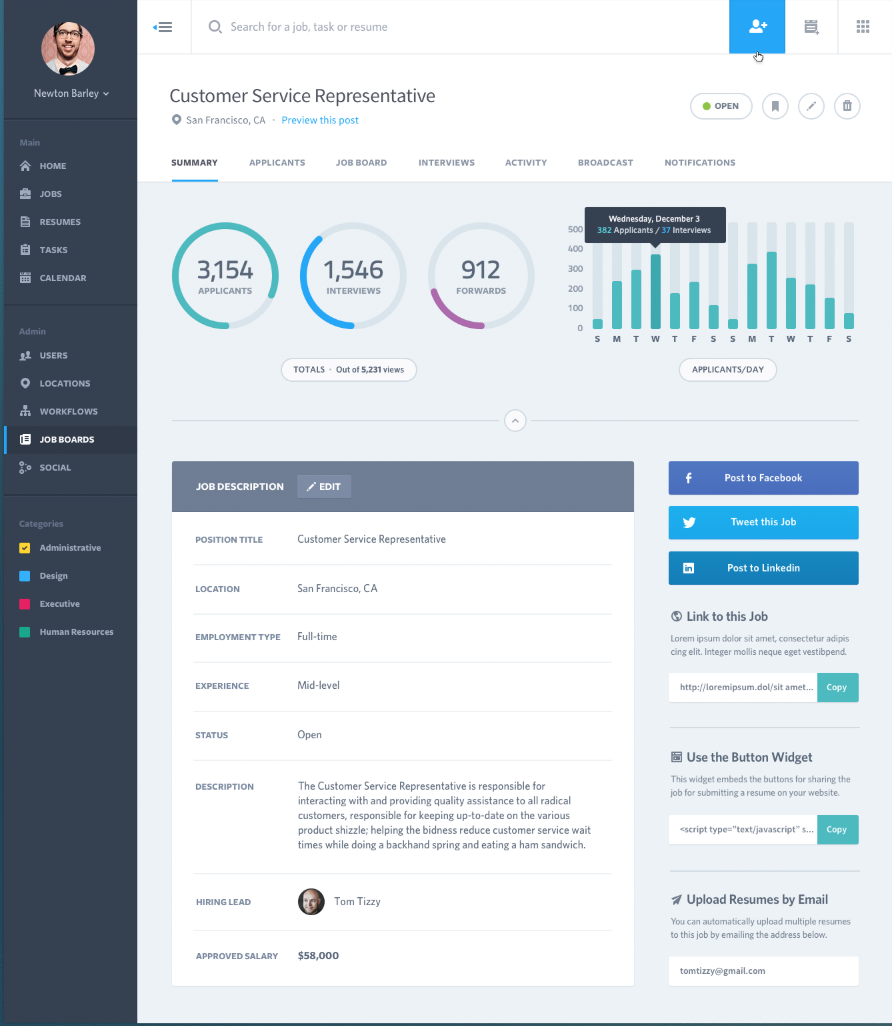 Newton Barley
Main
HOME
JOBS
RESUMES
TASKS
CALENDAR
Admin
USERS
LOCATIONS
WORKFLOWS
JOB BOARDS
SOCIAL
Categories
Administrative
Design
Executive
Human Resources
Search for a job, task or resume
Customer Service Representative
San Francisco, CA · Preview this post
OPEN
SUMMARY APPLICANTS JOB BOARD INTERVIEWS ACTIVITY BROADCAST NOTIFICATIONS
3,154
APPLICANTS
1,546
INTERVIEWS
912
FORWARDS
TOTALS · Out of 5,231 views
Wednesday, December 3
382 Applicants / 37 Interviews
500
400
300
200
100
0
S M T W T F S S M T W T F S
APPLICANTS/DAY
JOB DESCRIPTION EDIT
POSITION TITLE Customer Service Representative
LOCATION San Francisco, CA
EMPLOYMENT TYPE Full-time
EXPERIENCE Mid-level
STATUS Open
DESCRIPTION The Customer Service Representative is responsible for
interacting with and providing quality assistance to all radical
customers, responsible for keeping up-to-date on the various
product shizzle; helping the bidness reduce customer service wait
times while doing a backhand spring and eating a ham sandwich.
HIRING LEAD Tom Tizzy
APPROVED SALARY $58,000
f Post to Facebook
Tweet this Job
in Post to Linkedin
Link to this Job
Lorem ipsum dolor sit amet, consectetur adipis
cing elit. Integer mollis neque eget vestibpend.
http://loremipsum.dol/sit amet... Copy
Use the Button Widget
This widget embeds the buttons for sharing the
job for submitting a resume on your website.
<script type="text/javascript" s... Copy
Upload Resumes by Email
You can automatically upload multiple resumes
to this job by emailing the address below.
tomtizzy@gmail.com